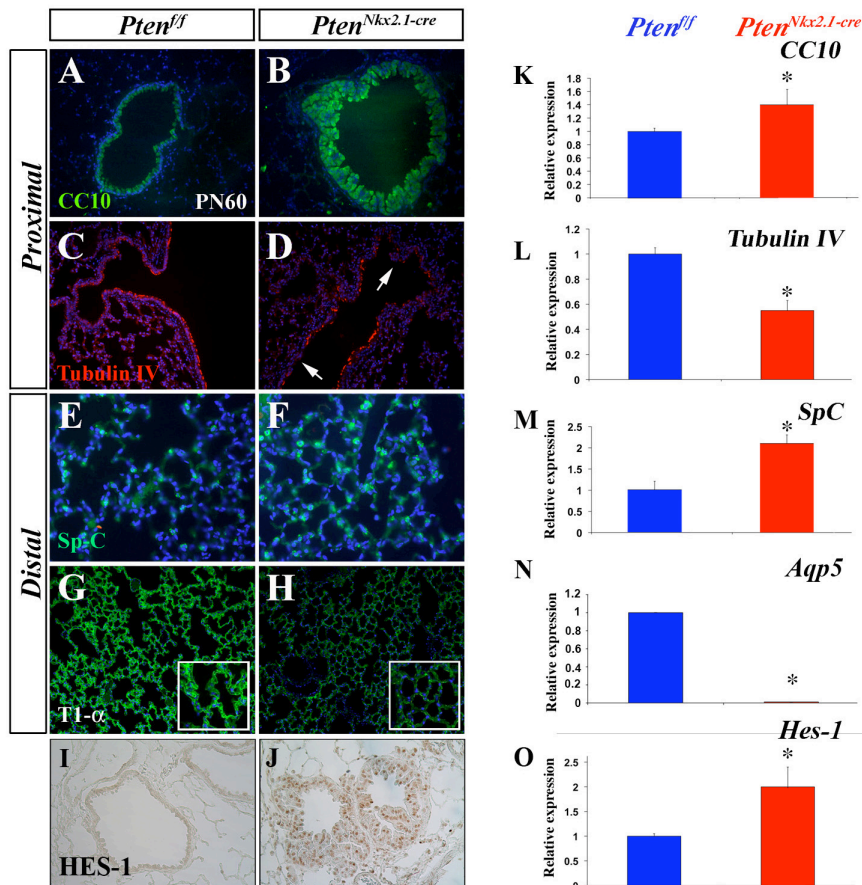 Pten^f/f Pten^Nkx2.1-cre
Proximal
A
CC10 PN60
B
C
Tubulin IV
D
Distal
E
Sp-C
F
G
T1-α
H
I
HES-1
J
Pten^f/f Pten^Nkx2.1-cre
K
CC10
Relative expression
1.8
1.6
1.4
1.2
1
0.8
0.6
0.4
0.2
0
*
L
Tubulin IV
Relative expression
1.2
1
0.8
0.6
0.4
0.2
0
*
M
SpC
Relative expression
2.5
2
1.5
1
0.5
0
*
N
Aqp5
Relative expression
1.2
1
0.8
0.6
0.4
0.2
0
*
O
Hes-1
Relative expression
2.5
2
1.5
1
0.5
0
*